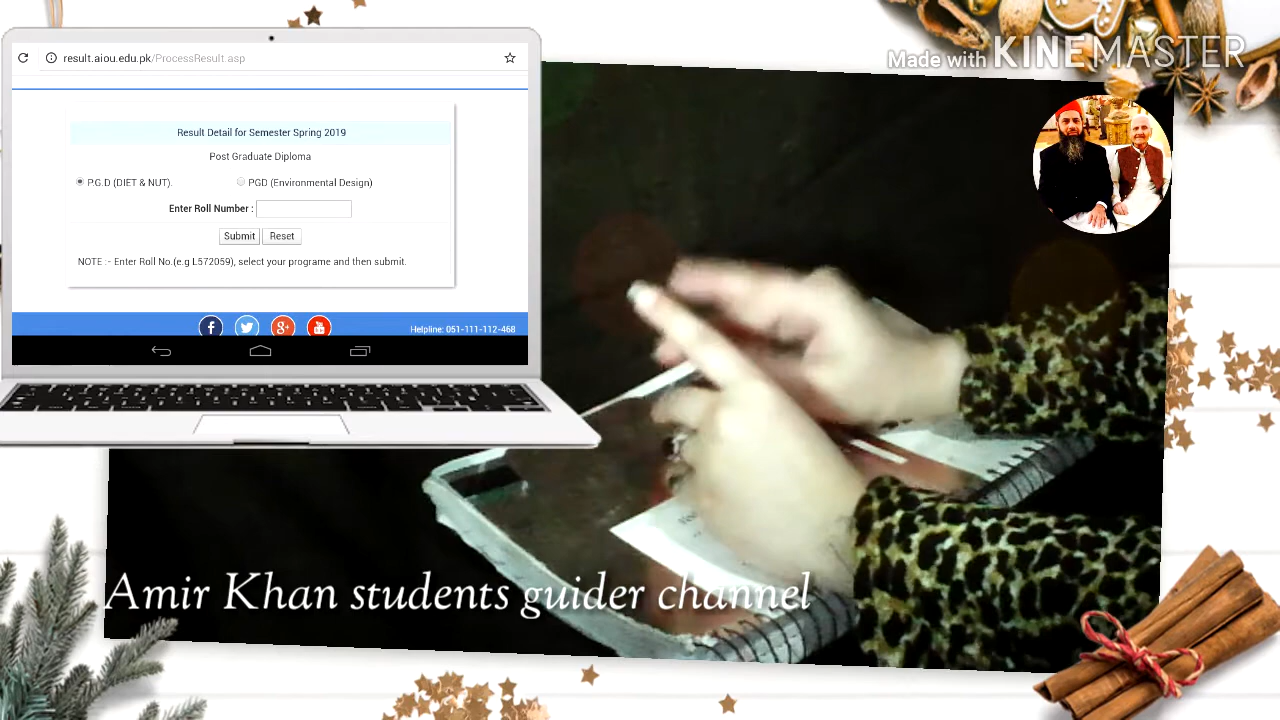 result.aiou.edu.pk/ProcessResult.asp
Result Detail for Semester Spring 2019
Post Graduate Diploma
P.G.D (DIET & NUT).
PGD (Environmental Design)
Enter Roll Number :
Submit
Reset
NOTE :- Enter Roll No.(e.g L572059), select your programe and then submit.
Helpline: 051-111-112-468
Made with KINEMASTER
Amir Khan students guider channel